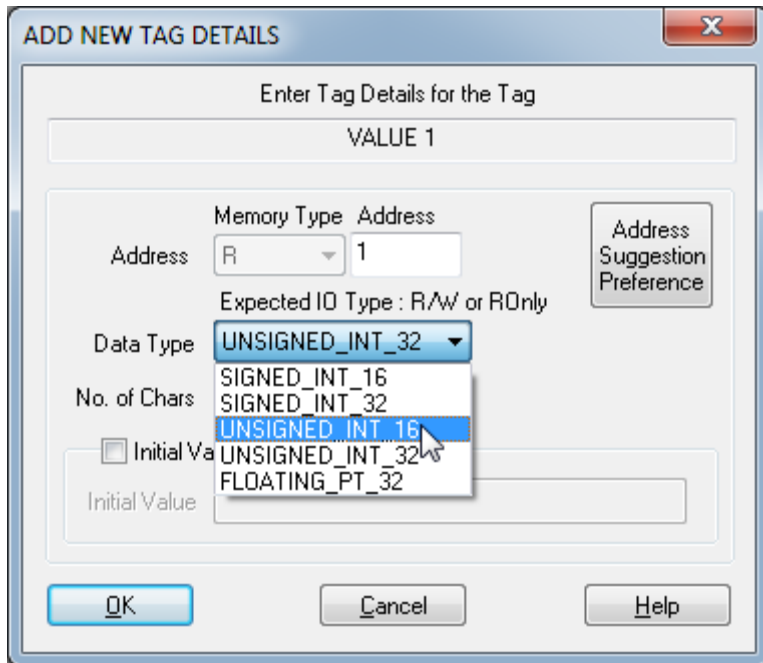 ADD NEW TAG DETAILS
X
Enter Tag Details for the Tag
VALUE 1
Memory Type Address
Address R 1
Address
Suggestion
Preference
Expected IO Type : R/W or ROnly
Data Type UNSIGNED_INT_32
SIGNED_INT_16
No. of Chars
SIGNED_INT_32
UNSIGNED_INT_16
Initial Va
UNSIGNED_INT_32
FLOATING_PT_32
Initial Value
OK Cancel Help